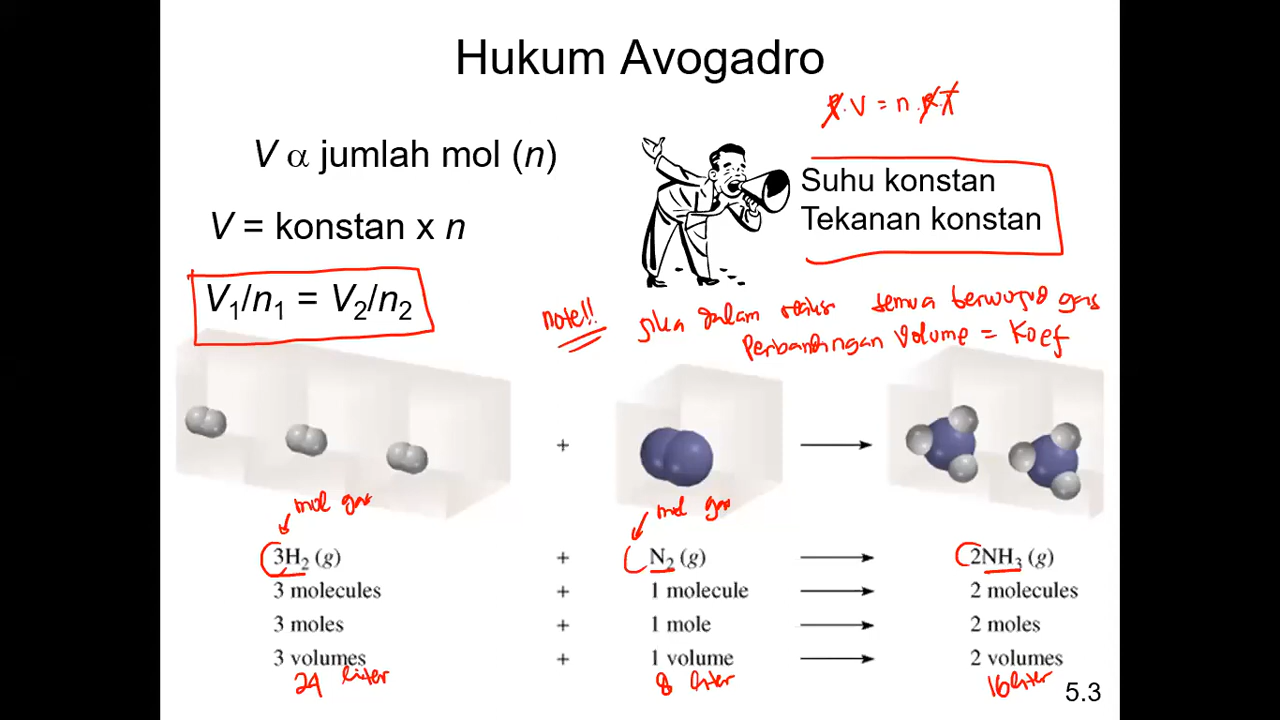 Hukum Avogadro
P.V = n.RT
V α jumlah mol (n)
Suhu konstan
Tekanan konstan
V = konstan x n
V1/n1 = V2/n2
note!! jika dalam reaksi semua berwujud gas
Perbandingan Volume = Koef
+
mol gas
mol gas
3H2 (g) + N2 (g) → 2NH3 (g)
3 molecules + 1 molecule → 2 molecules
3 moles + 1 mole → 2 moles
3 volumes + 1 volume → 2 volumes
24 liter 8 liter 16 liter
5.3